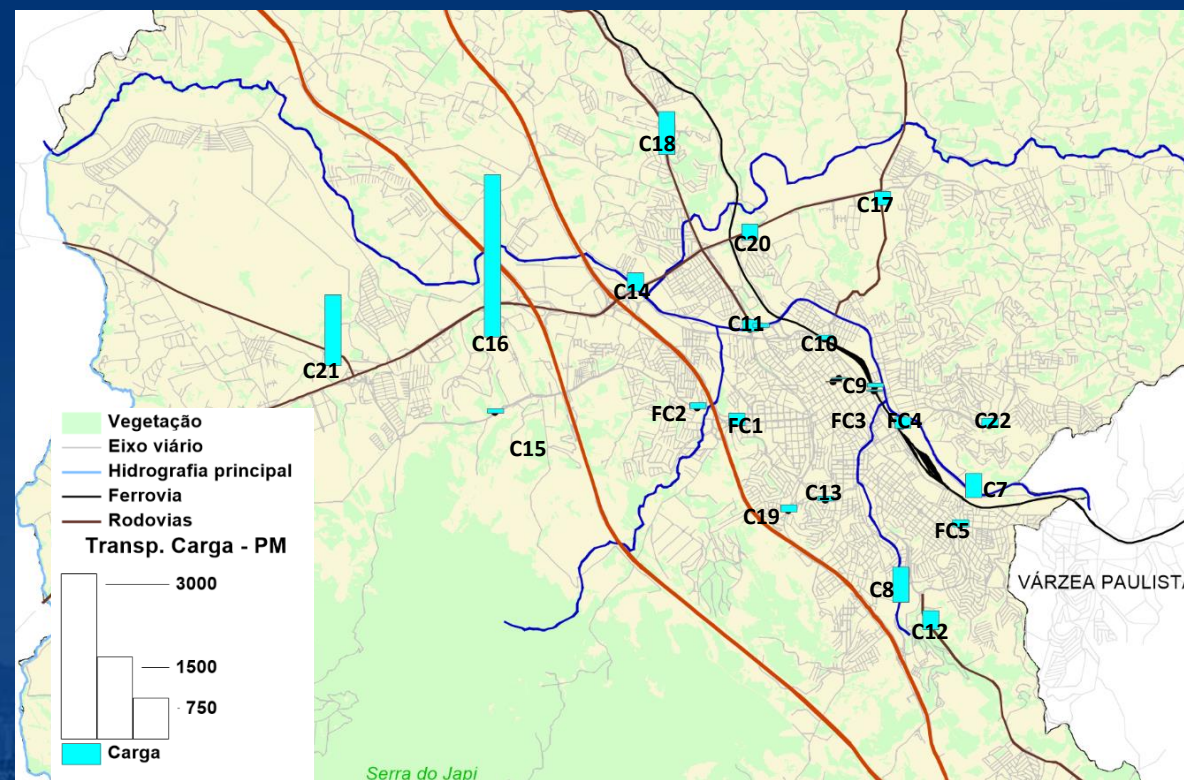 C18
C17
C20
C14
C11
C10
C16
C21
C9
FC2
FC1
FC3
FC4
C22
C15
C7
C13
C19
FC5
C8
C12
VÁRZEA PAULISTA
Vegetação
Eixo viário
Hidrografia principal
Ferrovia
Rodovias
Transp. Carga - PM
3000
1500
750
Carga
Serra do Japi